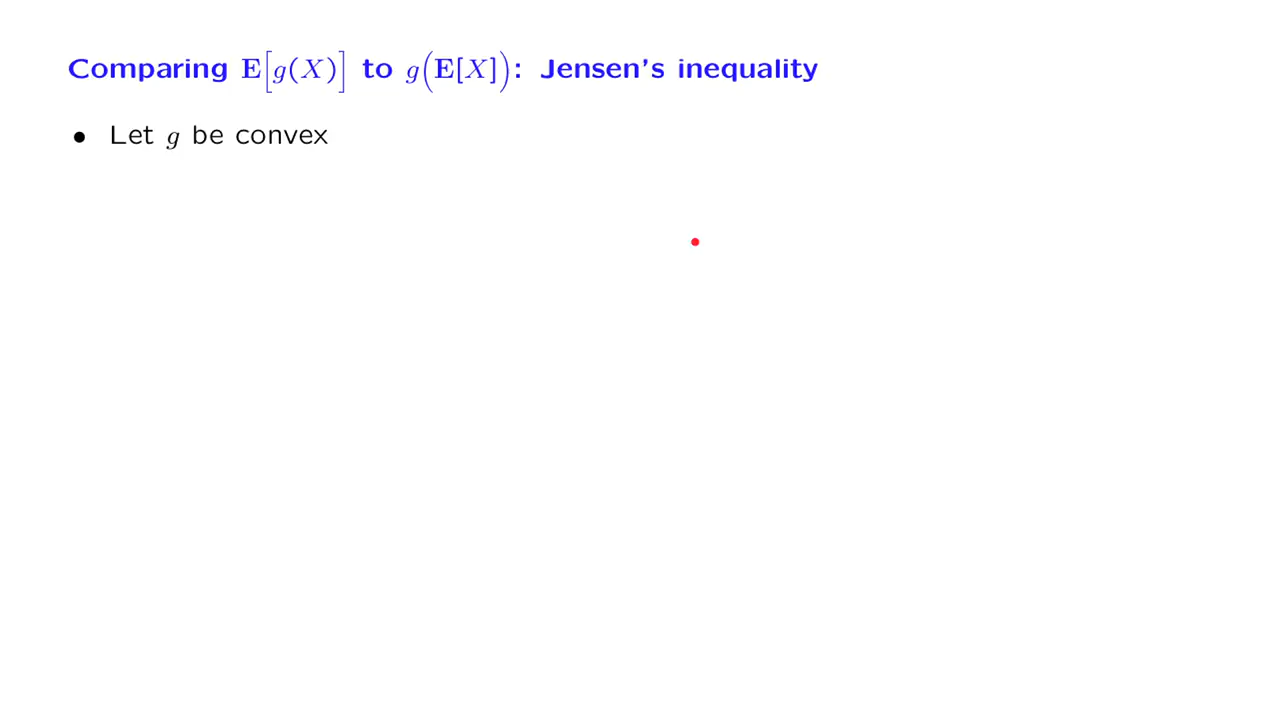 Comparing E[g(X)] to g(E[X]): Jensen's inequality
• Let g be convex